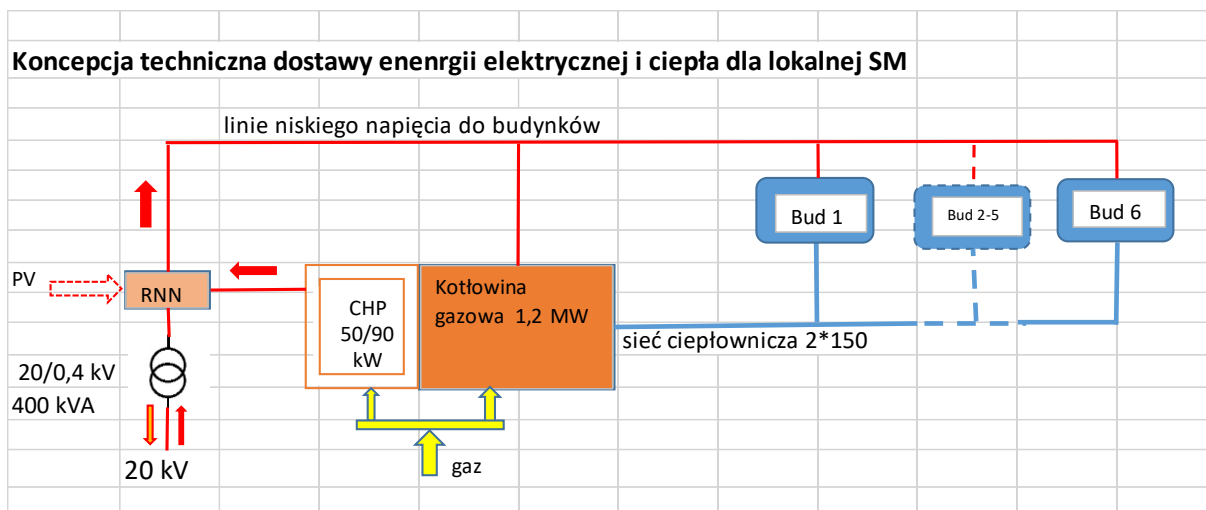 Koncepcja techniczna dostawy enenrgii elektrycznej i ciepła dla lokalnej SM
linie niskiego napięcia do budynków
Bud 1
Bud 2-5
Bud 6
PV
RNN
CHP
50/90
kW
Kotłowina
gazowa 1,2 MW
sieć ciepłownicza 2*150
20/0,4 kV
400 kVA
20 kV
gaz